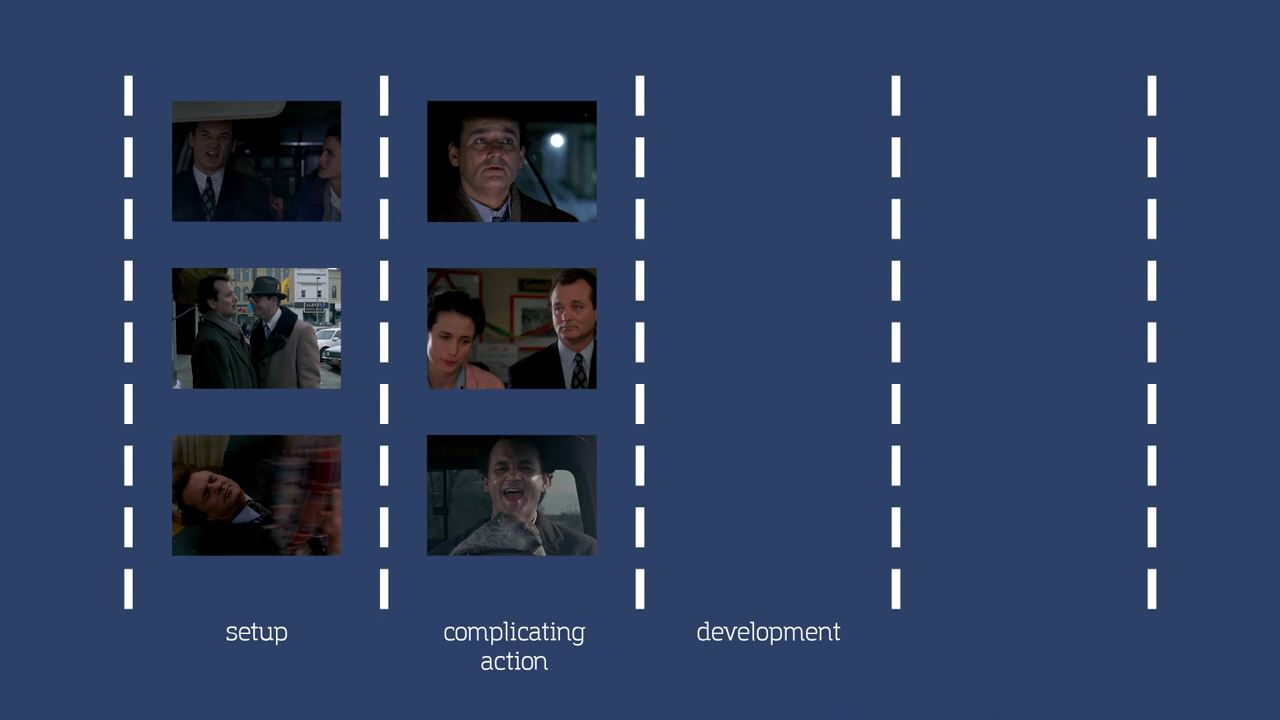 setup
complicating
action
development